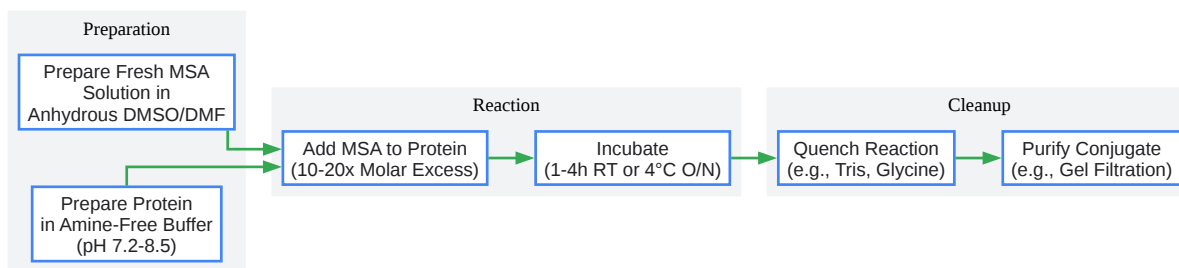 Preparation
Prepare Fresh MSA
Solution in
Anhydrous DMSO/DMF
Prepare Protein
in Amine-Free Buffer
(pH 7.2-8.5)
Reaction
Add MSA to Protein
(10-20x Molar Excess)
Incubate
(1-4h RT or 4°C O/N)
Cleanup
Quench Reaction
(e.g., Tris, Glycine)
Purify Conjugate
(e.g., Gel Filtration)